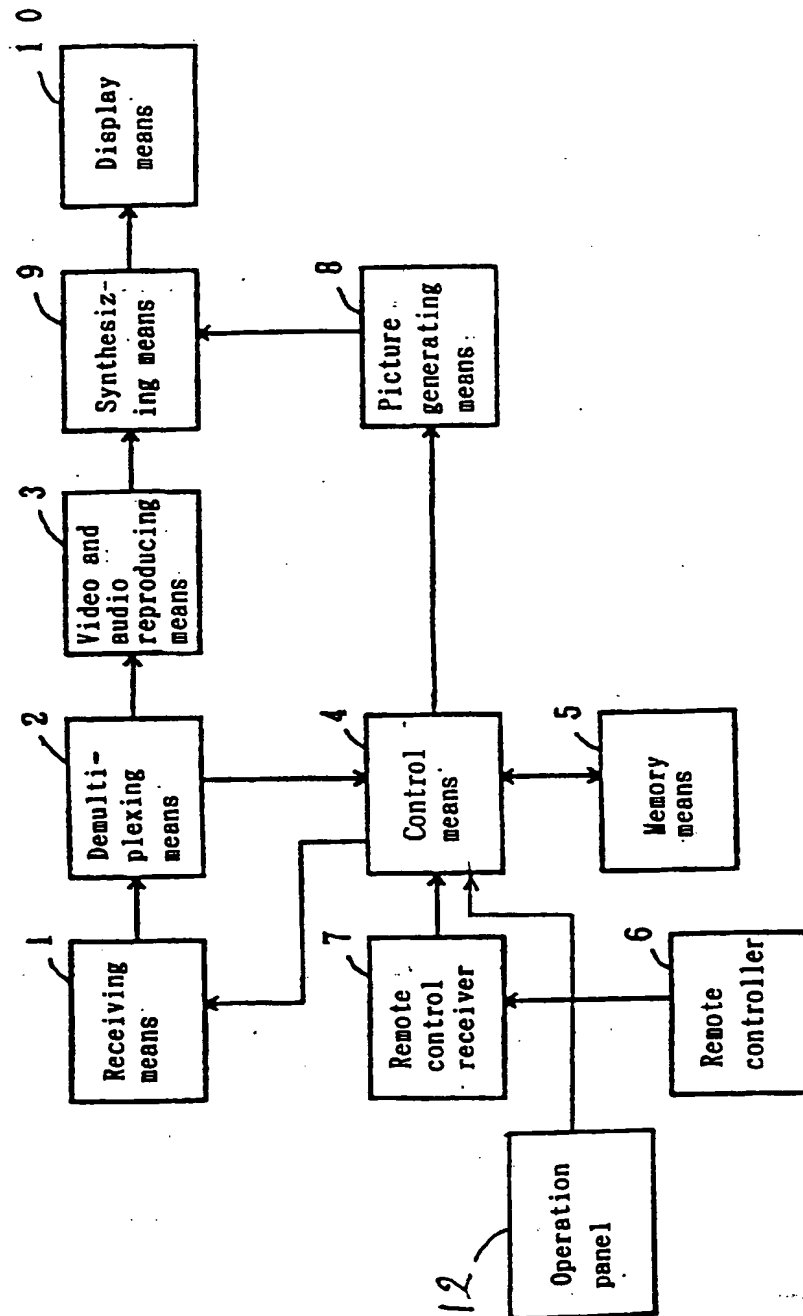 1
Receiving
means
2
Demulti-
plexing
means
3
Video and
audio
reproducing
means
9
Synthesiz-
ing means
10
Display
means
7
Remote
control
receiver
4
Control
means
8
Picture
generating
means
12
Operation
panel
6
Remote
controller
5
Memory
means